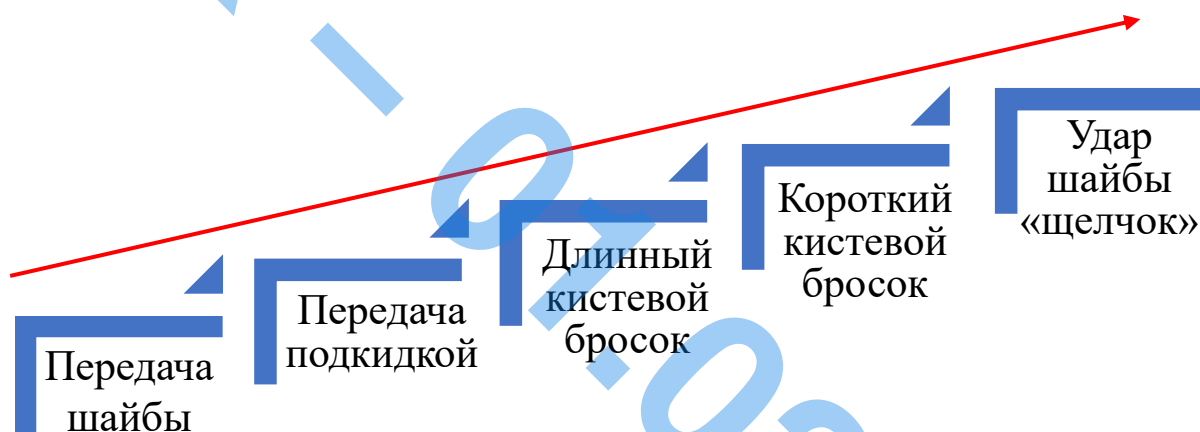 Передача
шайбы
Передача
подкидкой
Длинный
кистевой
бросок
Короткий
кистевой
бросок
Удар
шайбы
«щелчок»